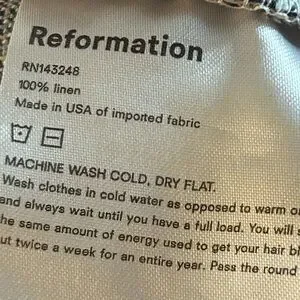 Reformation
RN143248
100% linen
Made in USA of imported fabric
MACHINE WASH COLD, DRY FLAT.
Wash clothes in cold water as opposed to warm or
and always wait until you have a full load. You will s
the same amount of energy used to get your hair bl
out twice a week for an entire year. Pass the round